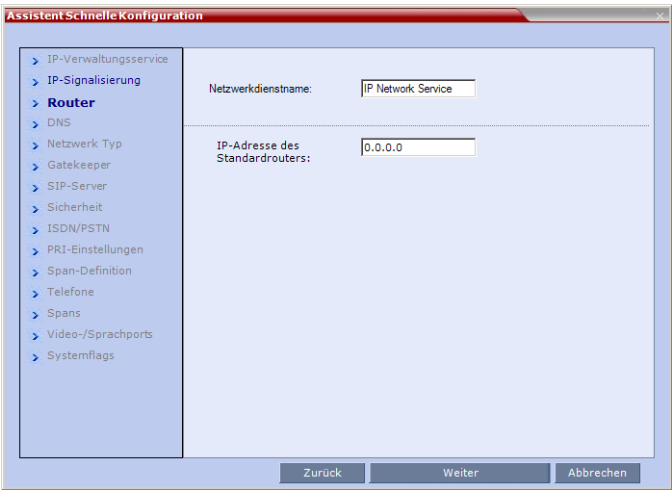 Assistent Schnelle Konfiguration
IP-Verwaltungsservice
IP-Signalisierung
Router
DNS
Netzwerk Typ
Gatekeeper
SIP-Server
Sicherheit
ISDN/PSTN
PRI-Einstellungen
Span-Definition
Telefone
Spans
Video-/Sprachports
Systemflags
Netzwerkdienstname:
IP Network Service
IP-Adresse des
Standardrouters:
0.0.0.0
Zurück
Weiter
Abbrechen